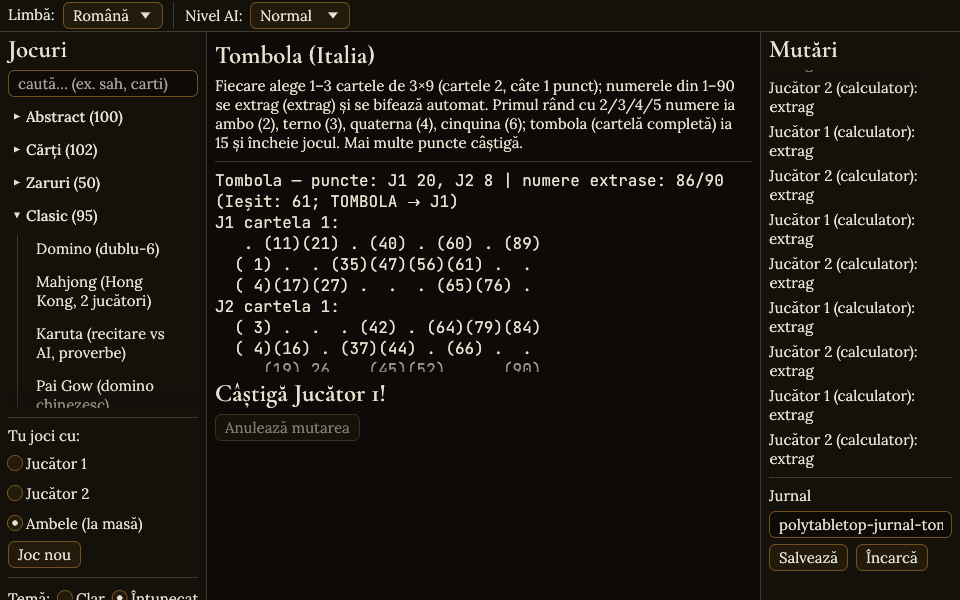 Limbă:
Română
Nivel AI:
Normal
Jocuri
caută... (ex. sah, carti)
▸ Abstract (100)
▸ Cărți (102)
▸ Zaruri (50)
▾ Clasic (95)
Domino (dublu-6)
Mahjong (Hong
Kong, 2 jucători)
Karuta (recitare vs
AI, proverbe)
Pai Gow (domino
chinezesc)
Tu joci cu:
Jucător 1
Jucător 2
Ambele (la masă)
Joc nou
Temă:
Clar
Întunecat
Tombola (Italia)
Fiecare alege 1–3 cartele de 3×9 (cartele 2, câte 1 punct); numerele din 1–90
se extrag (extrag) și se bifează automat. Primul rând cu 2/3/4/5 numere ia
ambo (2), terno (3), quaterna (4), cinquina (6); tombola (cartelă completă) ia
15 și încheie jocul. Mai multe puncte câștigă.
Tombola — puncte: J1 20, J2 8 | numere extrase: 86/90
(Ieșit: 61; TOMBOLA → J1)
J1 cartela 1:
. (11)(21) . (40) . (60) . (89)
( 1) . . (35)(47)(56)(61) . .
( 4)(17)(27) . . . (65)(76) .
J2 cartela 1:
( 3) . . . (42) . (64)(79)(84)
( 4)(16) . (37)(44) . (66) . .
. (19) 26 . (45)(52) . . (90)
Câștigă Jucător 1!
Anulează mutarea
Mutări
Jucător 2 (calculator):
extrag
Jucător 1 (calculator):
extrag
Jucător 2 (calculator):
extrag
Jucător 1 (calculator):
extrag
Jucător 2 (calculator):
extrag
Jucător 1 (calculator):
extrag
Jucător 2 (calculator):
extrag
Jucător 1 (calculator):
extrag
Jucător 2 (calculator):
extrag
Jurnal
polytabletop-jurnal-tom
Salvează
Încarcă